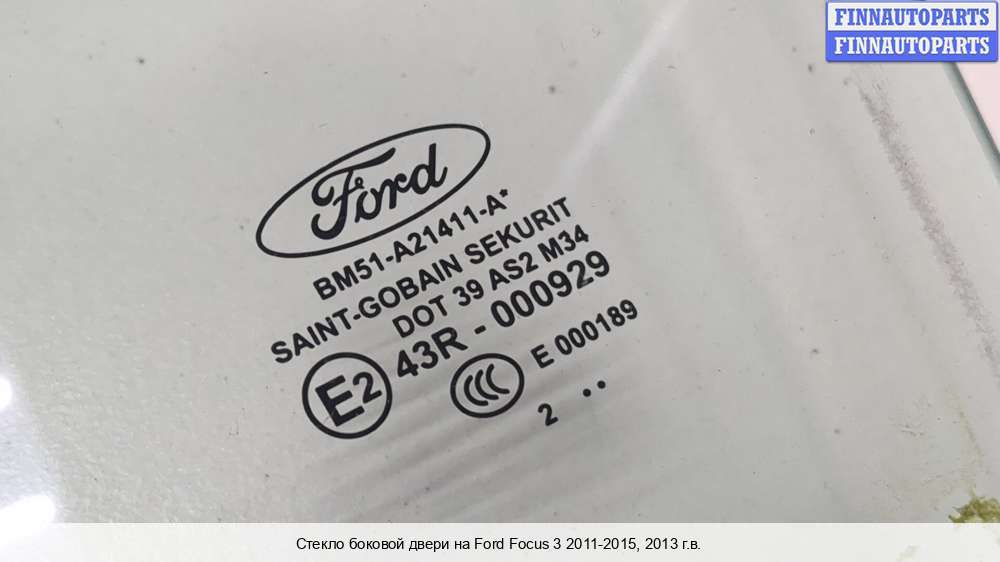 FINNAUTOPARTS
FINNAUTOPARTS
Ford
BM51-A21411-A*
SAINT-GOBAIN SEKURIT
DOT 39 AS2 M34
E2 43R - 000929
CCC E 000189
2 ..
Стекло боковой двери на Ford Focus 3 2011-2015, 2013 г.в.